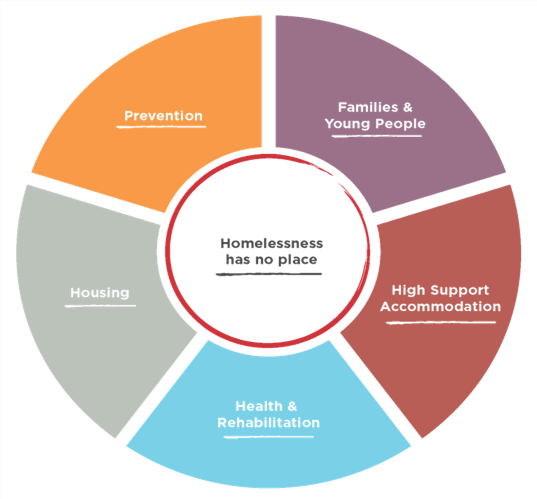 Prevention
Families &
Young People
Homelessness
has no place
Housing
High Support
Accommodation
Health &
Rehabilitation